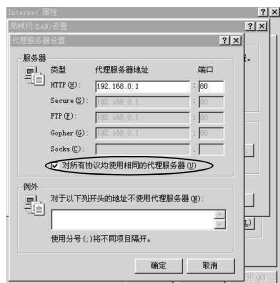 Internet 属性
局域网(LAN)设置
代理服务器设置
服务器
类型 代理服务器地址 端口
HTTP(H): 192.168.0.1 : 80
Secure(S): 192.168.0.1 : 80
FTP(F): 192.168.0.1 : 80
Gopher(G): 192.168.0.1 : 80
Socks(C): :
对所有协议均使用相同的代理服务器(U)
例外
对于以下列开头的地址不使用代理服务器(N):
使用分号(;)将不同项目隔开。
确定 取消